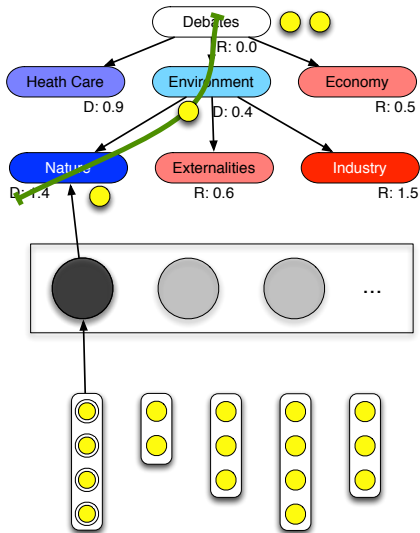 Debates
R: 0.0
Heath Care
Environment
Economy
D: 0.9
D: 0.4
R: 0.5
Nature
Externalities
Industry
D: 1.4
R: 0.6
R: 1.5
...